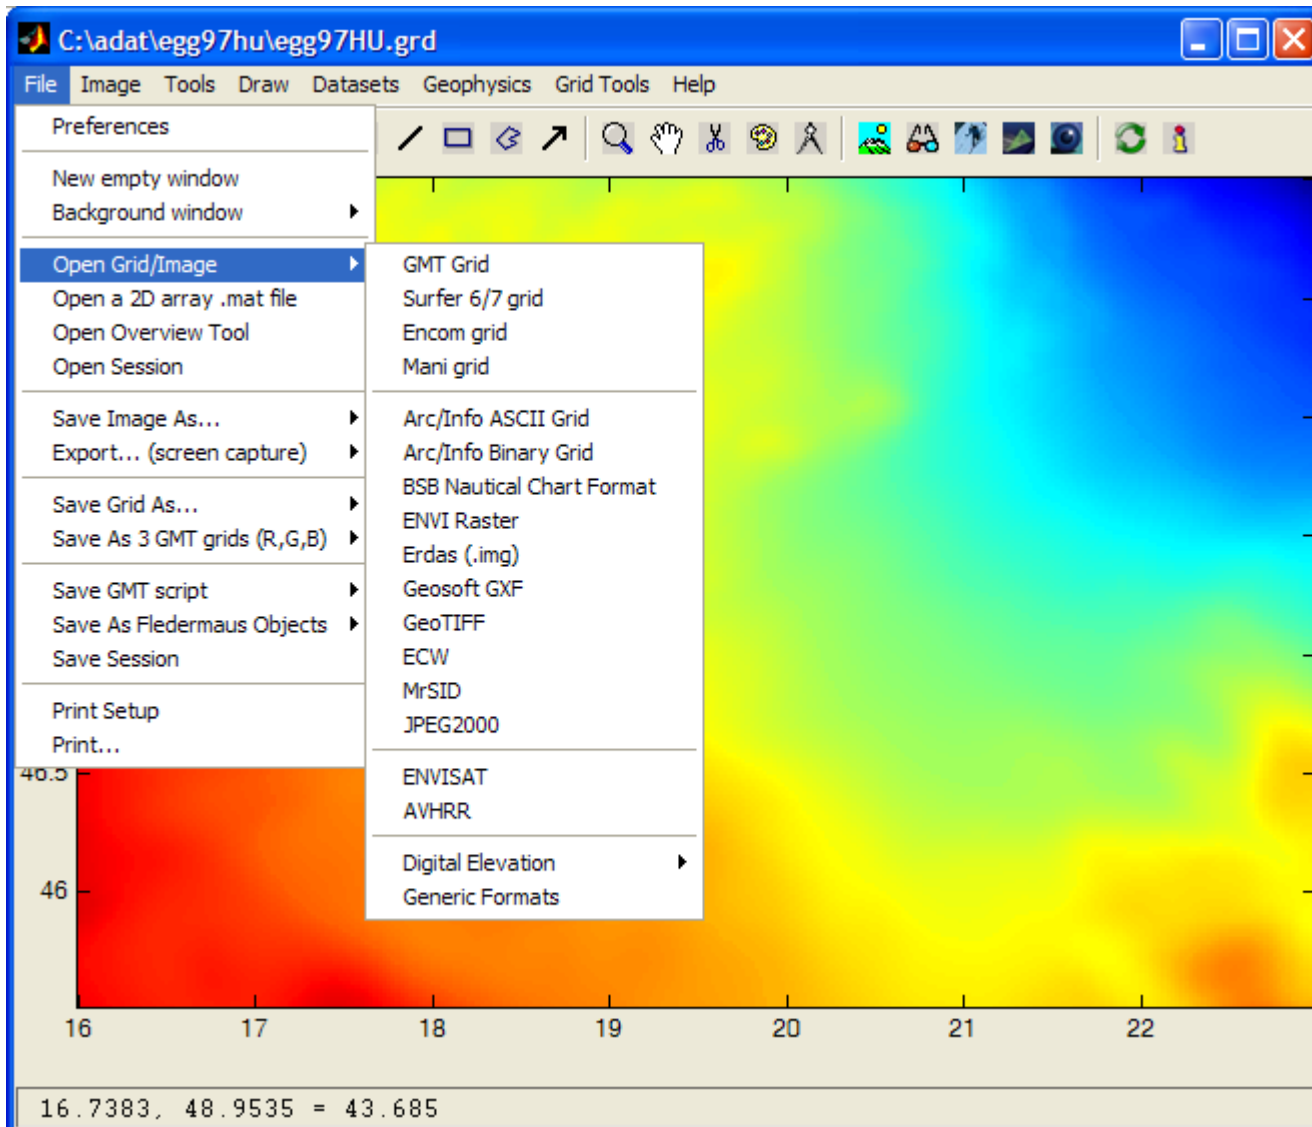 C:\adat\egg97hu\egg97HU.grd
File Image Tools Draw Datasets Geophysics Grid Tools Help
Preferences
New empty window
Background window
Open Grid/Image
Open a 2D array .mat file
Open Overview Tool
Open Session
Save Image As...
Export... (screen capture)
Save Grid As...
Save As 3 GMT grids (R,G,B)
Save GMT script
Save As Fledermaus Objects
Save Session
Print Setup
Print...
GMT Grid
Surfer 6/7 grid
Encom grid
Mani grid
Arc/Info ASCII Grid
Arc/Info Binary Grid
BSB Nautical Chart Format
ENVI Raster
Erdas (.img)
Geosoft GXF
GeoTIFF
ECW
MrSID
JPEG2000
ENVISAT
AVHRR
Digital Elevation
Generic Formats
46.5
46
16 17 18 19 20 21 22
16.7383, 48.9535 = 43.685